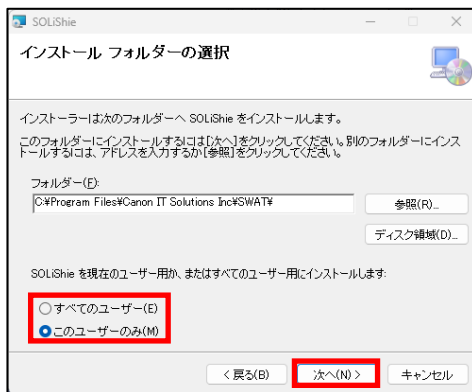 SOLiShie
インストール フォルダーの選択
インストーラーは次のフォルダーへ SOLiShie をインストールします。
このフォルダーにインストールするには[次へ]をクリックしてください。別のフォルダーにインス
トールするには、アドレスを入力するか[参照]をクリックしてください。
フォルダー(F):
C:¥Program Files¥Canon IT Solutions Inc¥SWAT¥
参照(R)...
ディスク領域(D)...
SOLiShie を現在のユーザー用か、またはすべてのユーザー用にインストールします:
すべてのユーザー(E)
このユーザーのみ(M)
< 戻る(B)
次へ(N) >
キャンセル